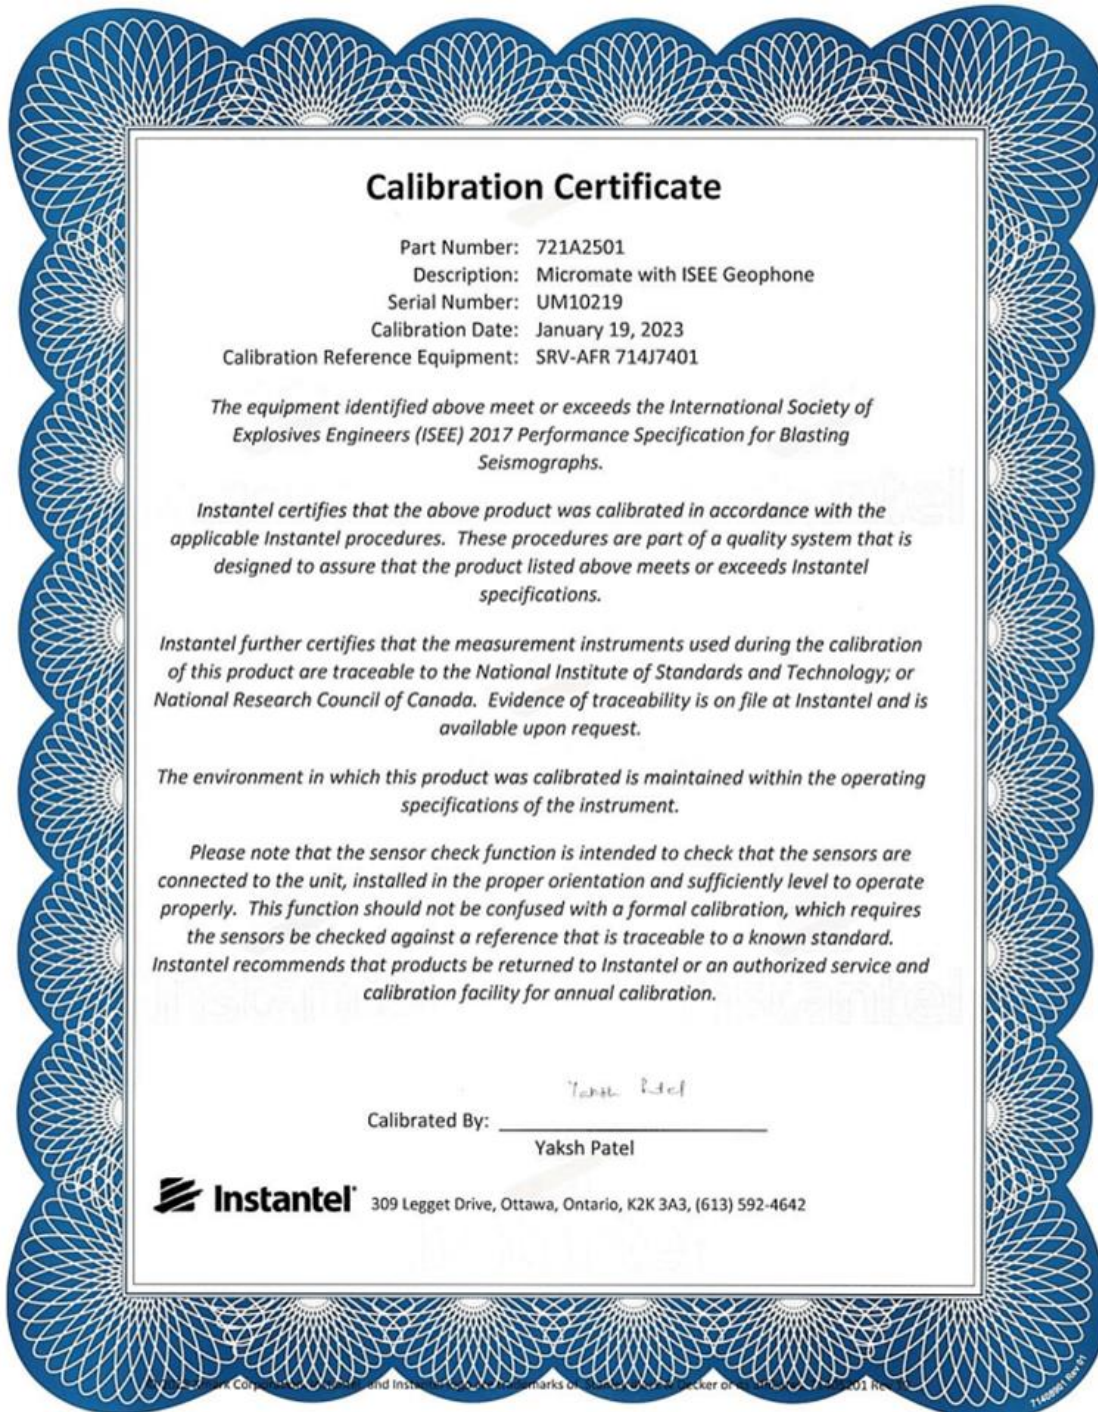 Calibration Certificate
Part Number: 721A2501
Description: Micromate with ISEE Geophone
Serial Number: UM10219
Calibration Date: January 19, 2023
Calibration Reference Equipment: SRV-AFR 714J7401
The equipment identified above meet or exceeds the International Society of
Explosives Engineers (ISEE) 2017 Performance Specification for Blasting
Seismographs.
Instantel certifies that the above product was calibrated in accordance with the
applicable Instantel procedures. These procedures are part of a quality system that is
designed to assure that the product listed above meets or exceeds Instantel
specifications.
Instantel further certifies that the measurement instruments used during the calibration
of this product are traceable to the National Institute of Standards and Technology; or
National Research Council of Canada. Evidence of traceability is on file at Instantel and is
available upon request.
The environment in which this product was calibrated is maintained within the operating
specifications of the instrument.
Please note that the sensor check function is intended to check that the sensors are
connected to the unit, installed in the proper orientation and sufficiently level to operate
properly. This function should not be confused with a formal calibration, which requires
the sensors be checked against a reference that is traceable to a known standard.
Instantel recommends that products be returned to Instantel or an authorized service and
calibration facility for annual calibration.
Calibrated By:
Yaksh Patel
Instantel 309 Legget Drive, Ottawa, Ontario, K2K 3A3, (613) 592-4642
and Decker or
71408901 Rev 01